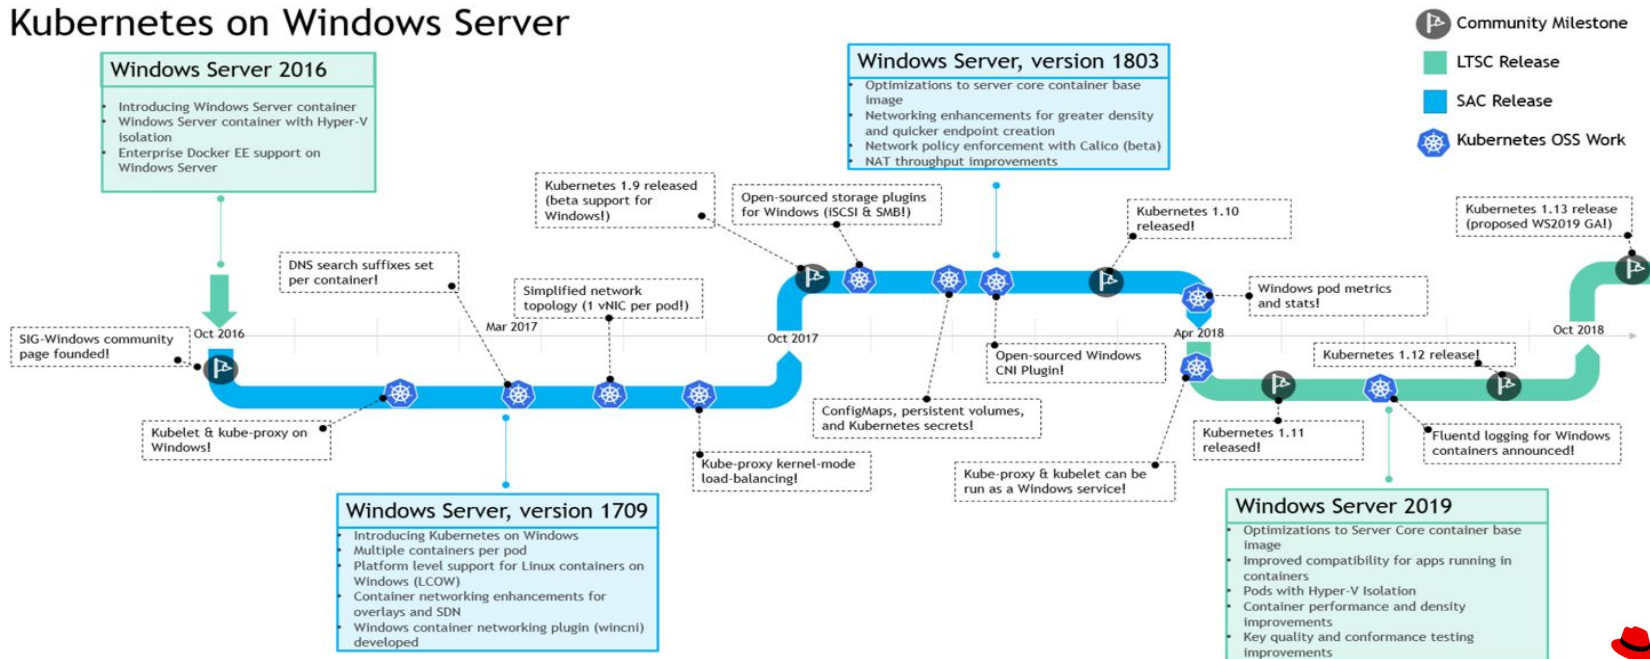 Kubernetes on Windows Server
Community Milestone
LTSC Release
SAC Release
Kubernetes OSS Work
Windows Server 2016
• Introducing Windows Server container
• Windows Server container with Hyper-V
isolation
• Enterprise Docker EE support on
Windows Server
Windows Server, version 1803
• Optimizations to server core container base
image
• Networking enhancements for greater density
and quicker endpoint creation
• Network policy enforcement with Calico (beta)
• NAT throughput improvements
Kubernetes 1.9 released
(beta support for
Windows!)
Open-sourced storage plugins
for Windows (iSCSI & SMB!)
Kubernetes 1.10
released!
Kubernetes 1.13 release
(proposed WS2019 GA!)
DNS search suffixes set
per container!
Simplified network
topology (1 vNIC per pod!)
Windows pod metrics
and stats!
SIG-Windows community
page founded!
Oct 2016
Mar 2017
Oct 2017
Apr 2018
Oct 2018
Open-sourced Windows
CNI Plugin!
Kubernetes 1.12 release!
Kubelet & kube-proxy on
Windows!
ConfigMaps, persistent volumes,
and Kubernetes secrets!
Kubernetes 1.11
released!
Fluentd logging for Windows
containers announced!
Kube-proxy kernel-mode
load-balancing!
Kube-proxy & kubelet can be
run as a Windows service!
Windows Server, version 1709
• Introducing Kubernetes on Windows
• Multiple containers per pod
• Platform level support for Linux containers on
Windows (LCOW)
• Container networking enhancements for
overlays and SDN
• Windows container networking plugin (wincni)
developed
Windows Server 2019
• Optimizations to Server Core container base
image
• Improved compatibility for apps running in
containers
• Pods with Hyper-V Isolation
• Container performance and density
improvements
• Key quality and conformance testing
improvements